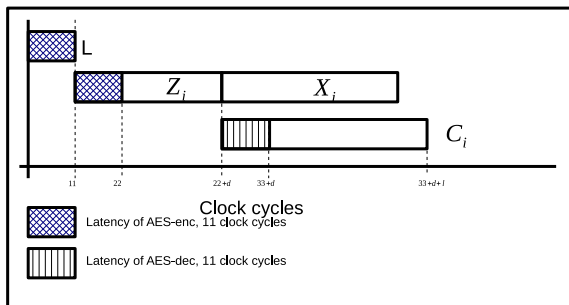 L
Z_i X_i
C_i
11 22 22+d 33+d 33+d+l
Clock cycles
Latency of AES-enc, 11 clock cycles
Latency of AES-dec, 11 clock cycles